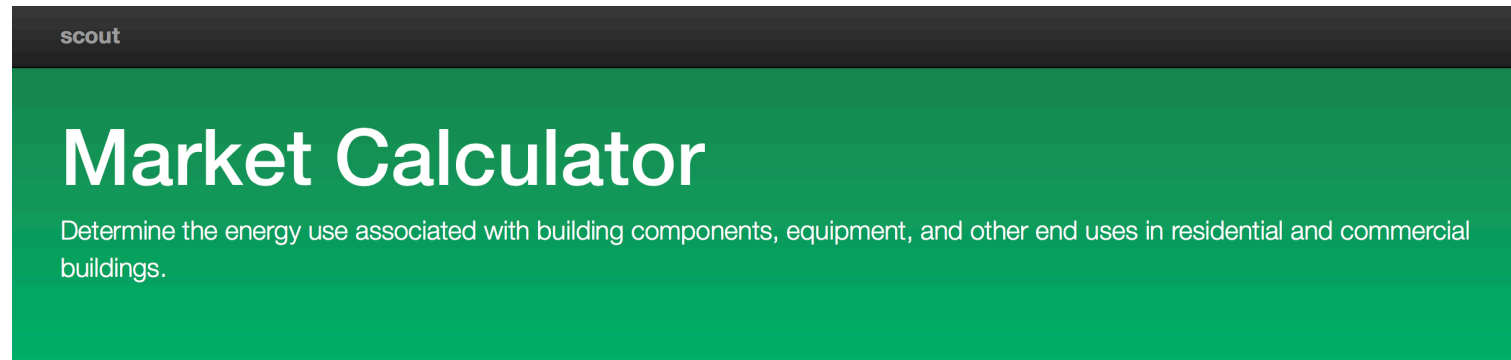 scout
Market Calculator
Determine the energy use associated with building components, equipment, and other end uses in residential and commercial
buildings.